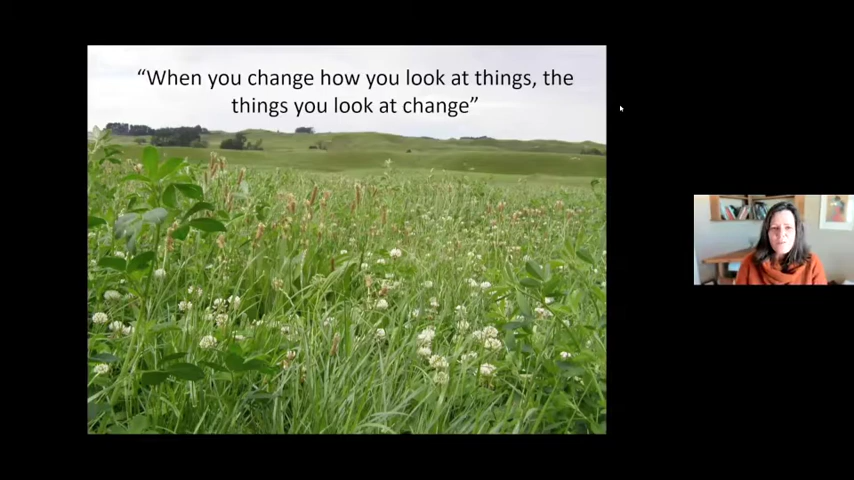 “When you change how you look at things, the
things you look at change”